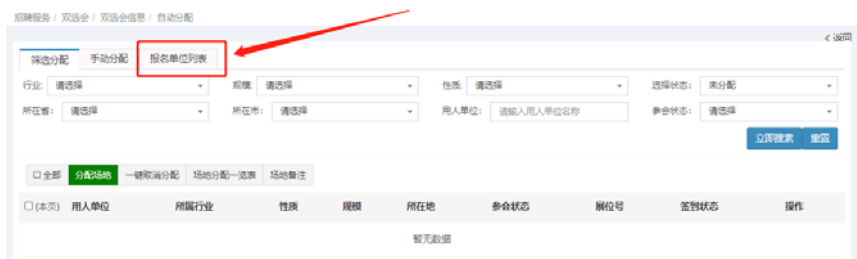 招聘服务 / 双选会 / 双选会信息 / 自动分配
< 返回
筛选分配 手动分配 报名单位列表
行业: 请选择 规模: 请选择 性质: 请选择 选择状态: 未分配
所在省: 请选择 所在市: 请选择 用人单位: 请输入用人单位名称 参会状态: 请选择
立即搜索 重置
全部 分配场地 一键取消分配 场地分配一览表 场地备注
(本页) 用人单位 所属行业 性质 规模 所在地 参会状态 展位号 签到状态 操作
暂无数据